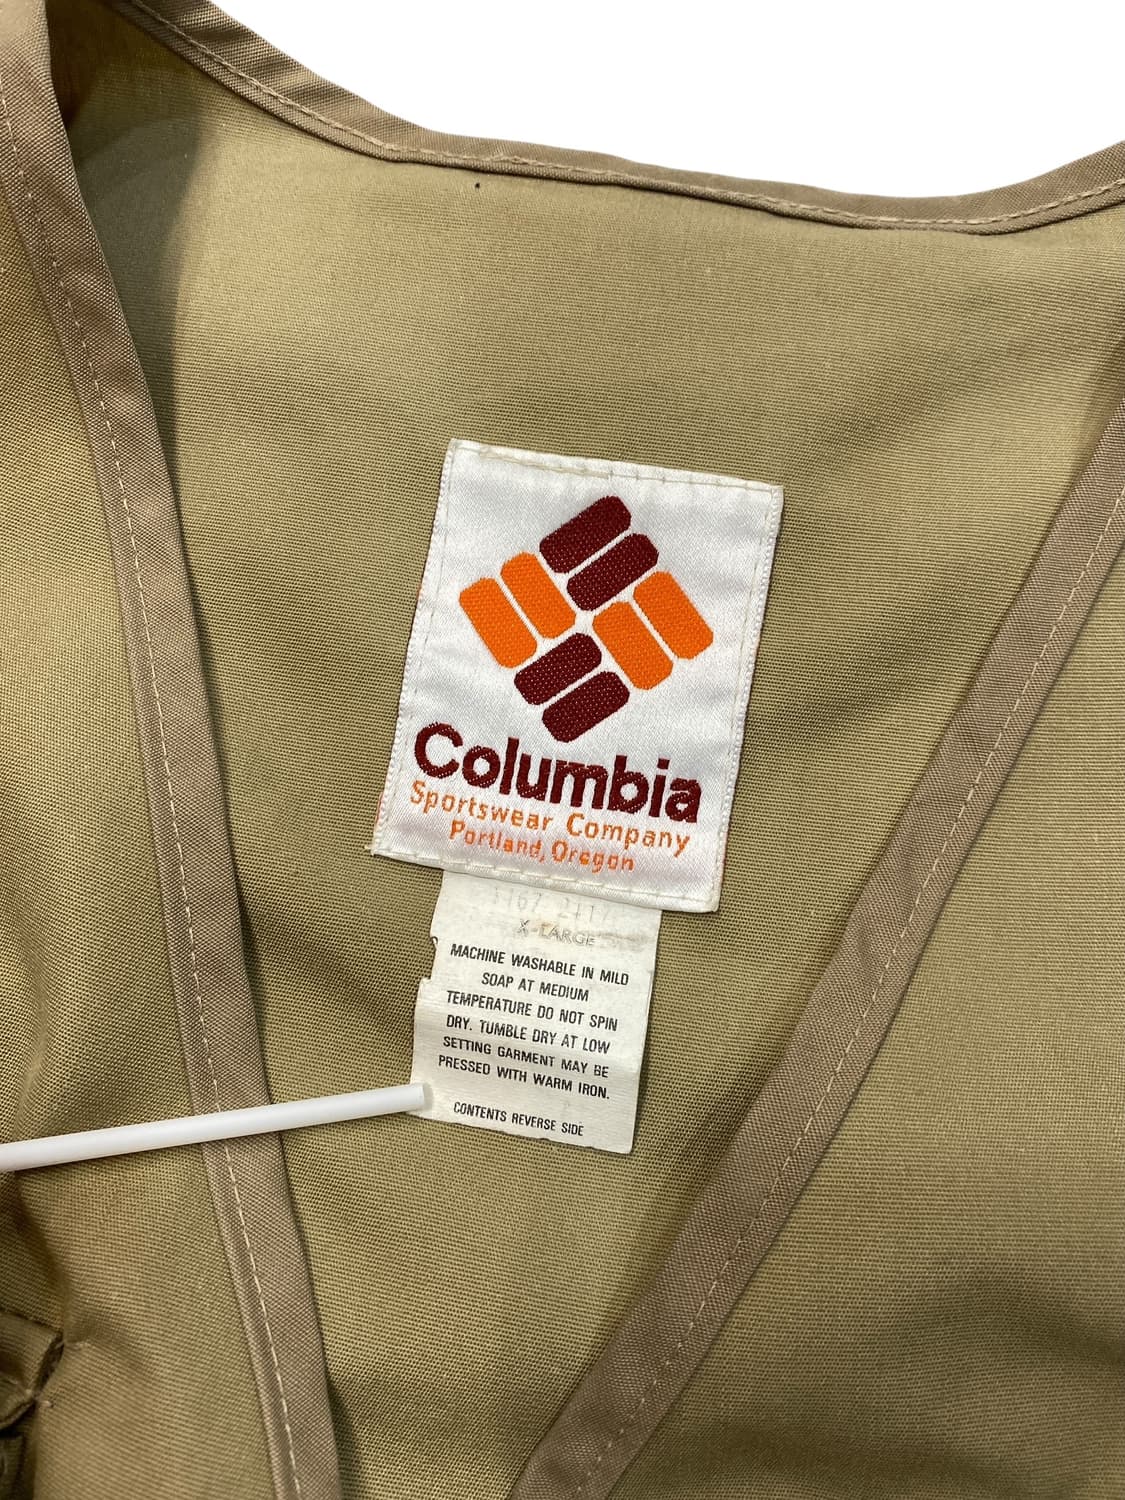 Columbia
Sportswear Company
Portland, Oregon
X-LARGE
MACHINE WASHABLE IN MILD
SOAP AT MEDIUM
TEMPERATURE DO NOT SPIN
DRY. TUMBLE DRY AT LOW
SETTING GARMENT MAY BE
PRESSED WITH WARM IRON.
CONTENTS REVERSE SIDE